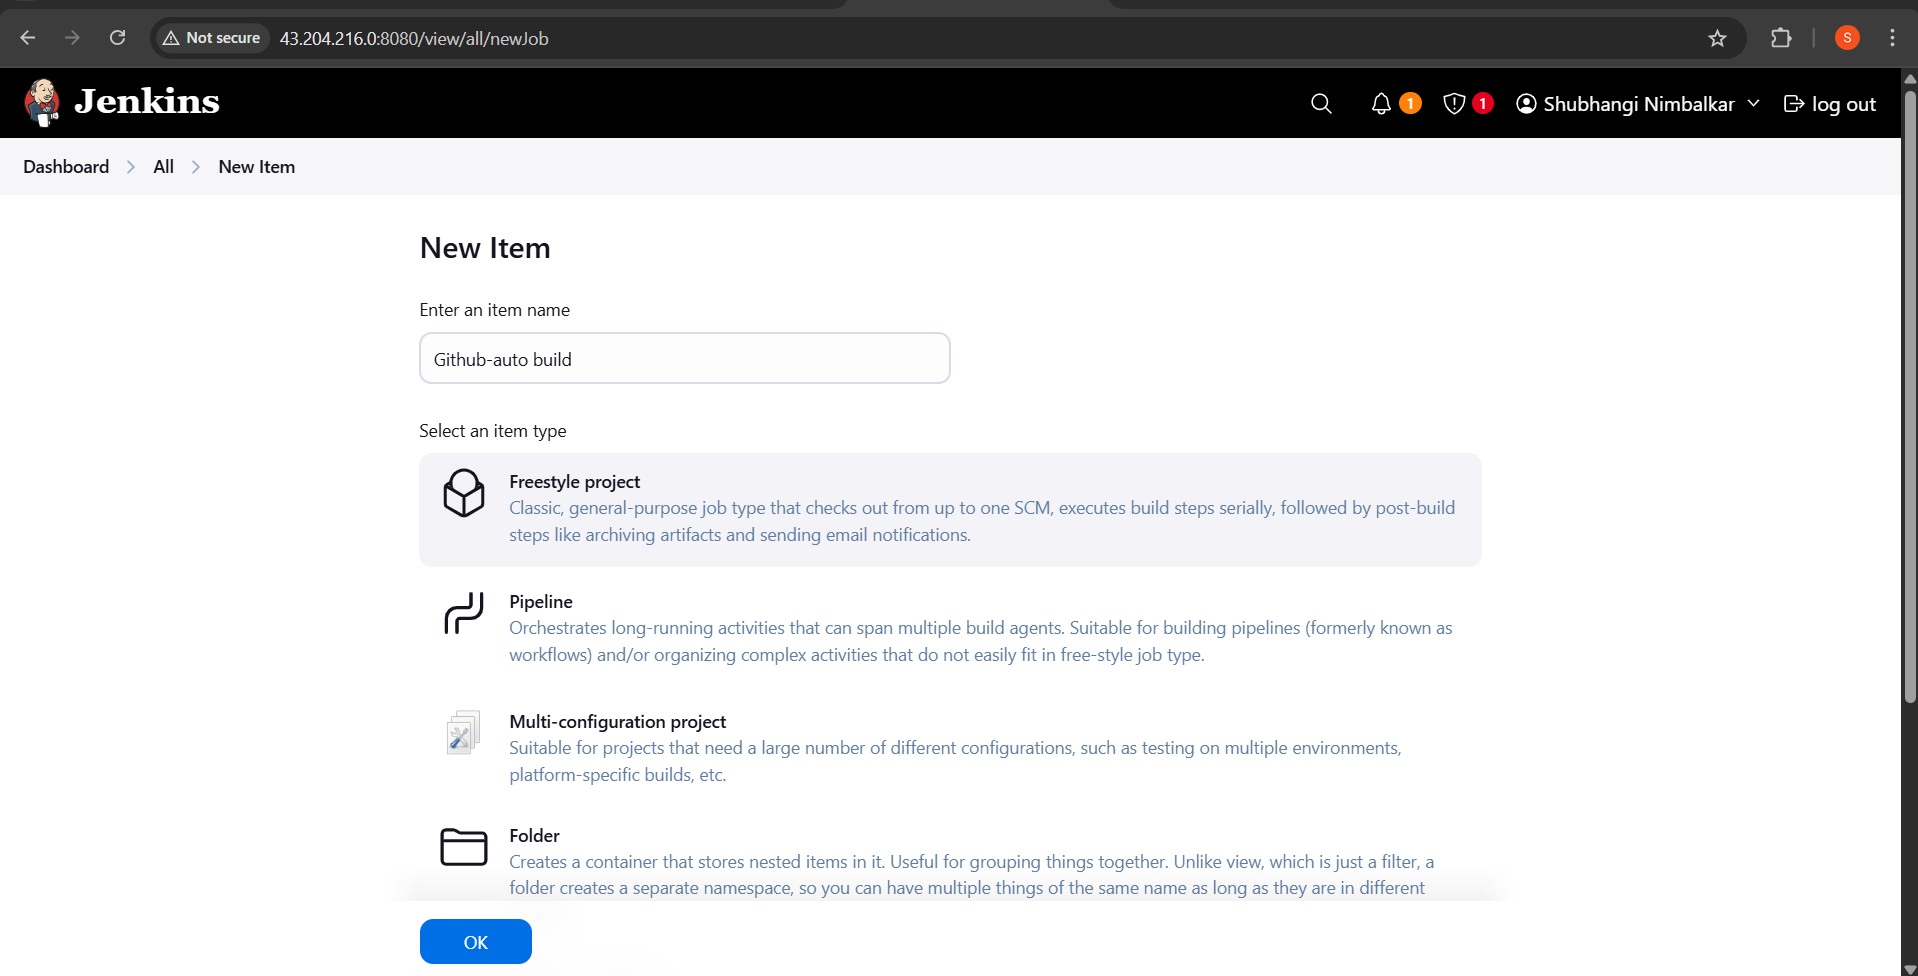 Not secure 43.204.216.0:8080/view/all/newJob S
Jenkins 1 1 Shubhangi Nimbalkar log out
Dashboard All New Item
New Item
Enter an item name
Github-auto build
Select an item type
Freestyle project
Classic, general-purpose job type that checks out from up to one SCM, executes build steps serially, followed by post-build
steps like archiving artifacts and sending email notifications.
Pipeline
Orchestrates long-running activities that can span multiple build agents. Suitable for building pipelines (formerly known as
workflows) and/or organizing complex activities that do not easily fit in free-style job type.
Multi-configuration project
Suitable for projects that need a large number of different configurations, such as testing on multiple environments,
platform-specific builds, etc.
Folder
Creates a container that stores nested items in it. Useful for grouping things together. Unlike view, which is just a filter, a
folder creates a separate namespace, so you can have multiple things of the same name as long as they are in different
OK